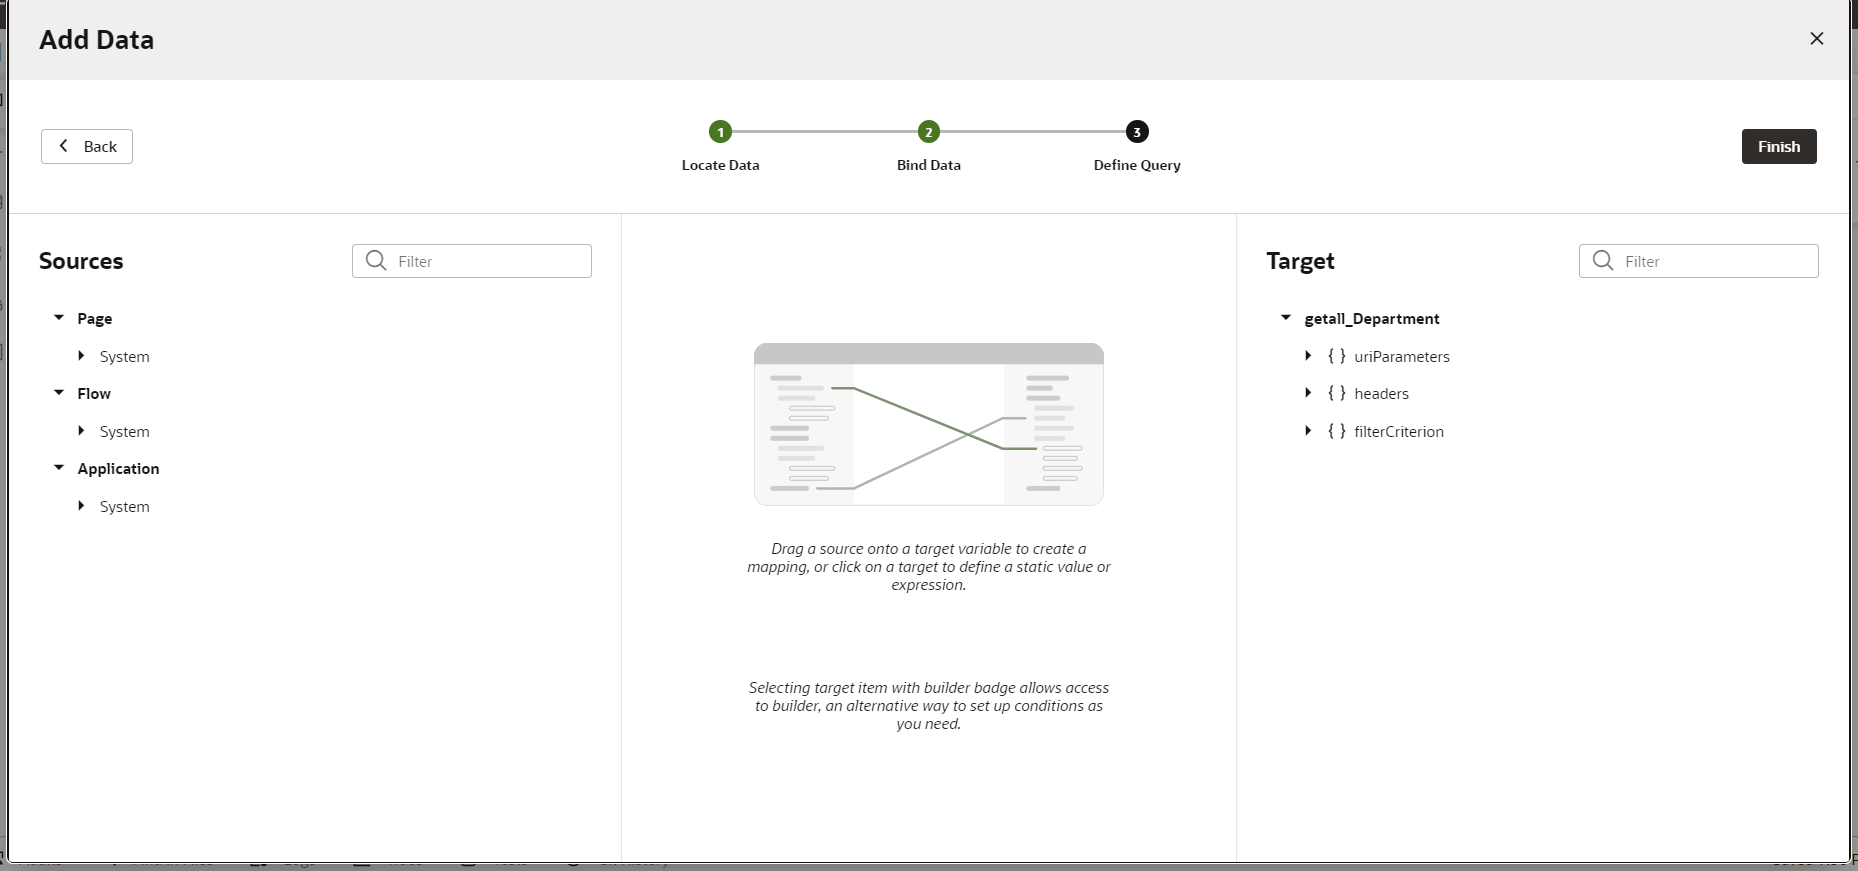 Add Data
Back
1
2
3
Locate Data
Bind Data
Define Query
Finish
Sources
Filter
Page
System
Flow
System
Application
System
Drag a source onto a target variable to create a
mapping, or click on a target to define a static value or
expression.
Selecting target item with builder badge allows access
to builder, an alternative way to set up conditions as
you need.
Target
Filter
getall_Department
{ } uriParameters
{ } headers
{ } filterCriterion